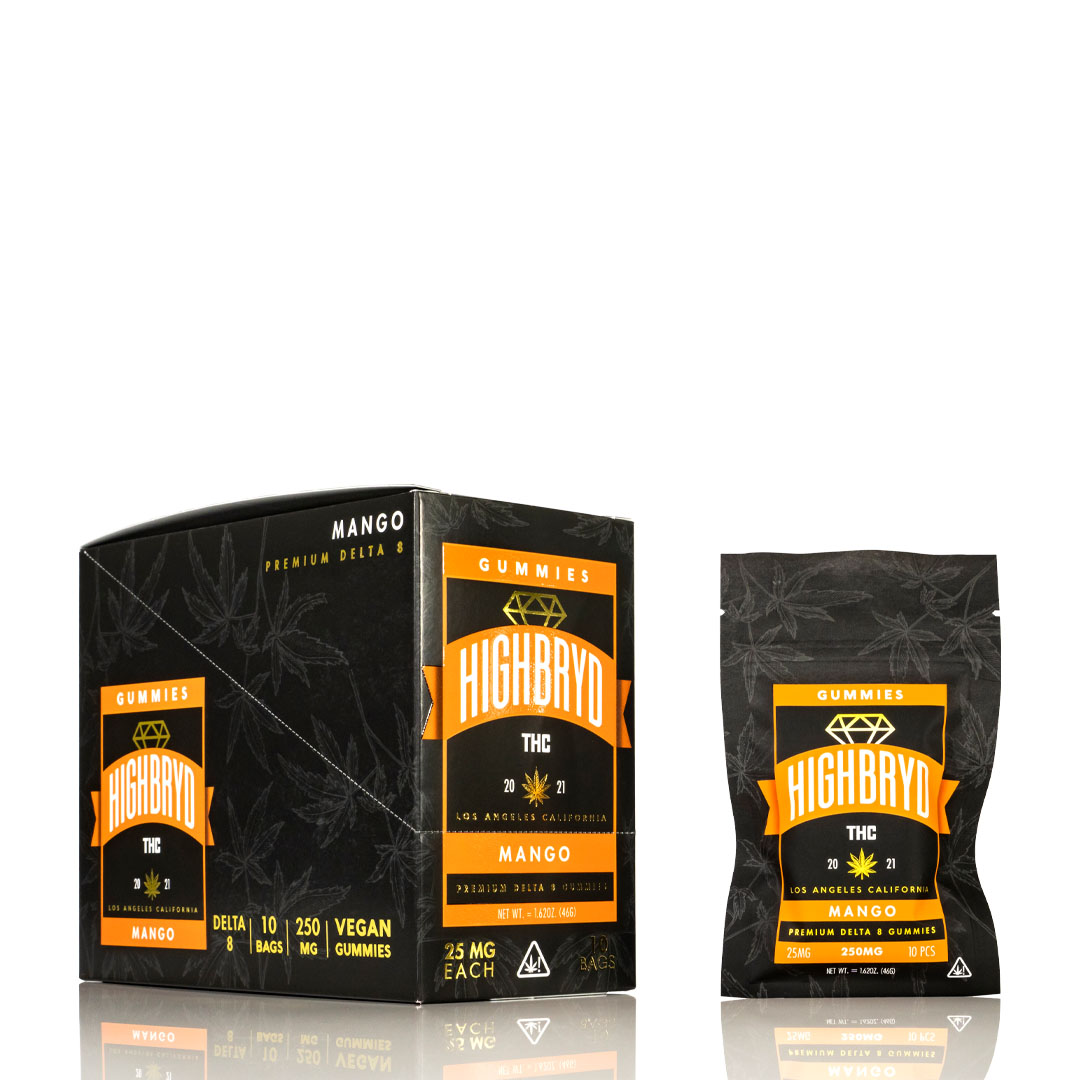 MANGO
PREMIUM DELTA 8
GUMMIES
HIGHBRYD
THC
20 21
LOS ANGELES CALIFORNIA
MANGO
DELTA 8
10 BAGS
250 MG
VEGAN GUMMIES
GUMMIES
HIGHBRYD
THC
20 21
LOS ANGELES CALIFORNIA
MANGO
PREMIUM DELTA 8 GUMMIES
NET WT. = 1.62OZ. (46G)
25 MG EACH
10 BAGS
GUMMIES
HIGHBRYD
THC
20 21
LOS ANGELES CALIFORNIA
MANGO
PREMIUM DELTA 8 GUMMIES
25MG 250MG 10 PCS
NET WT. = 1.62OZ. (46G)